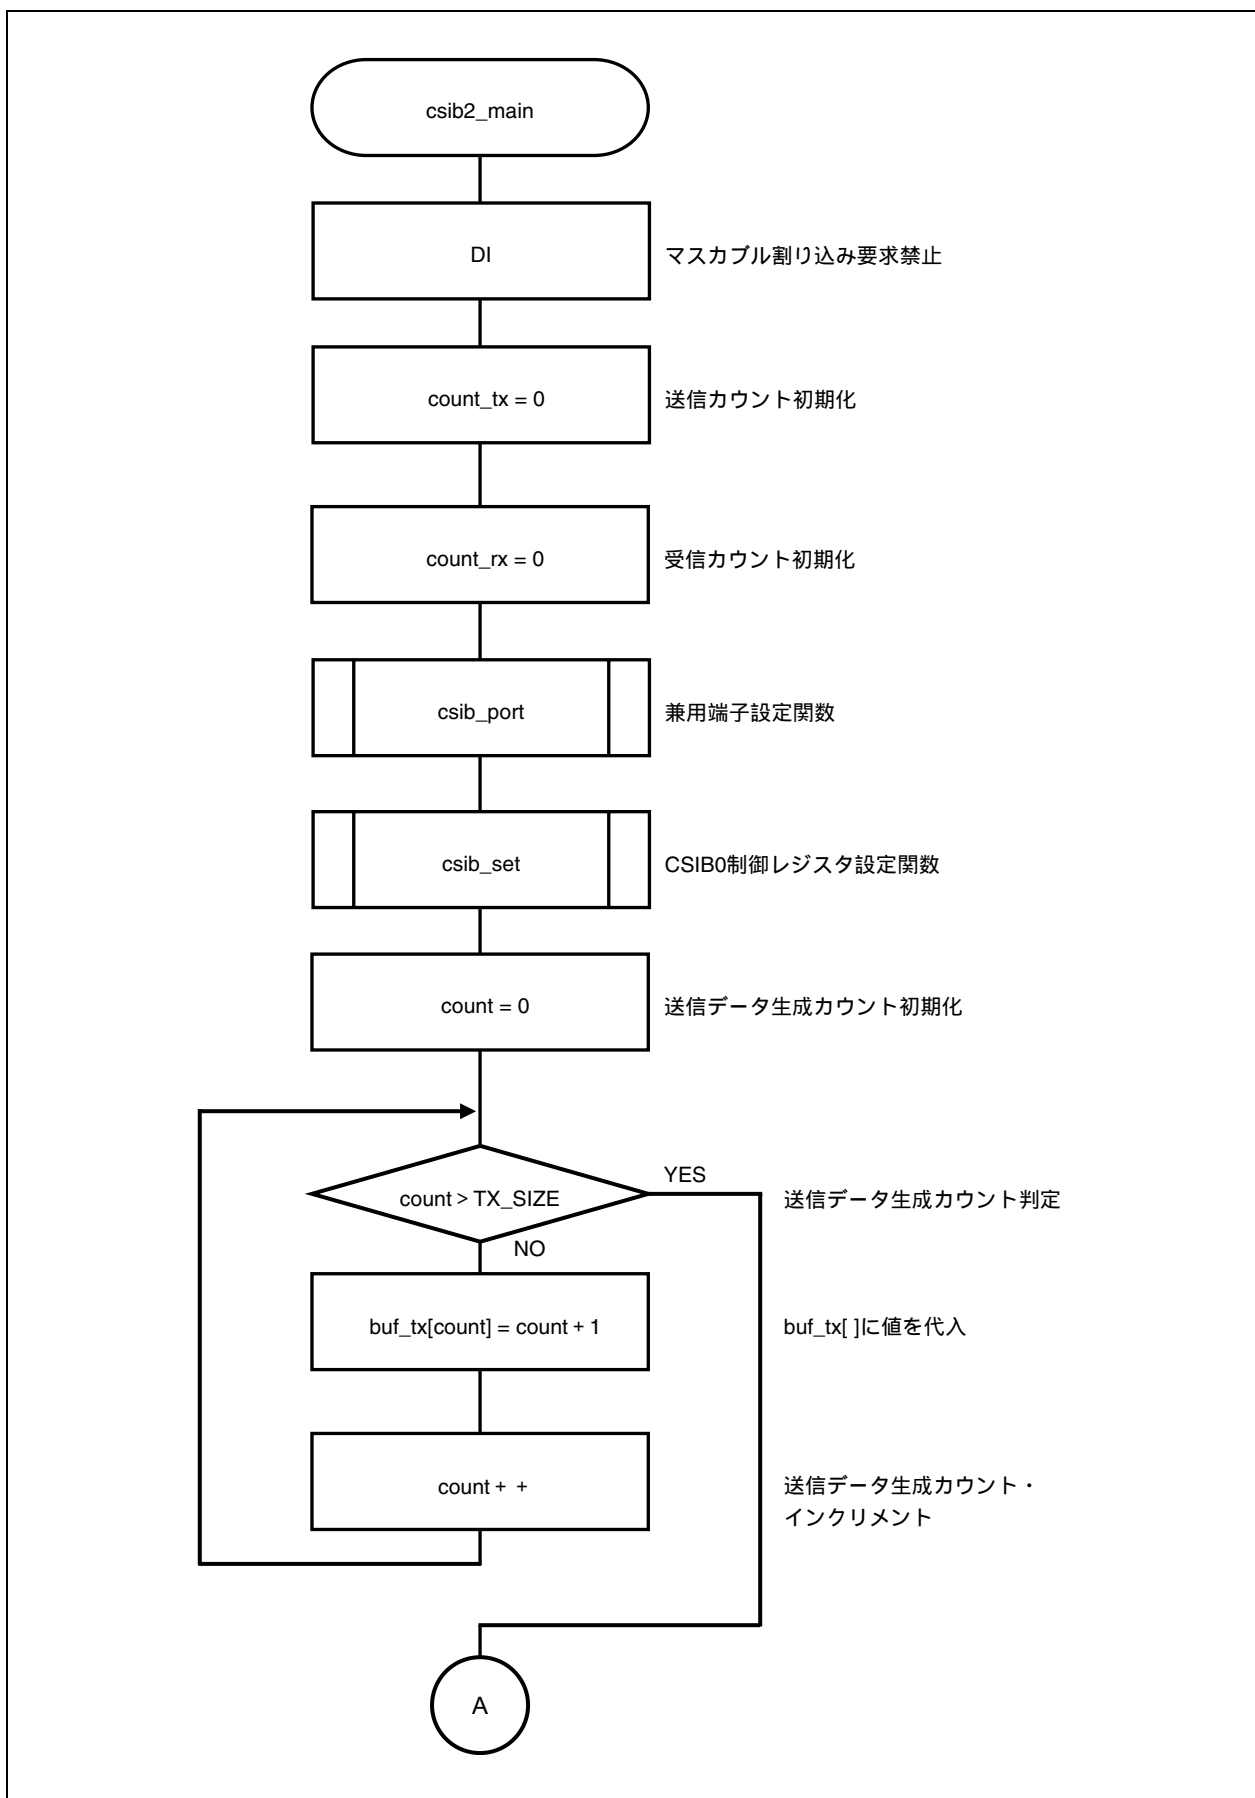 csib2_main
DI
マスカブル割り込み要求禁止
count_tx = 0
送信カウント初期化
count_rx = 0
受信カウント初期化
csib_port
兼用端子設定関数
csib_set
CSIB0制御レジスタ設定関数
count = 0
送信データ生成カウント初期化
YES
count > TX_SIZE
送信データ生成カウント判定
NO
buf_tx[count] = count + 1
buf_tx[ ]に値を代入
count + +
送信データ生成カウント・
インクリメント
A